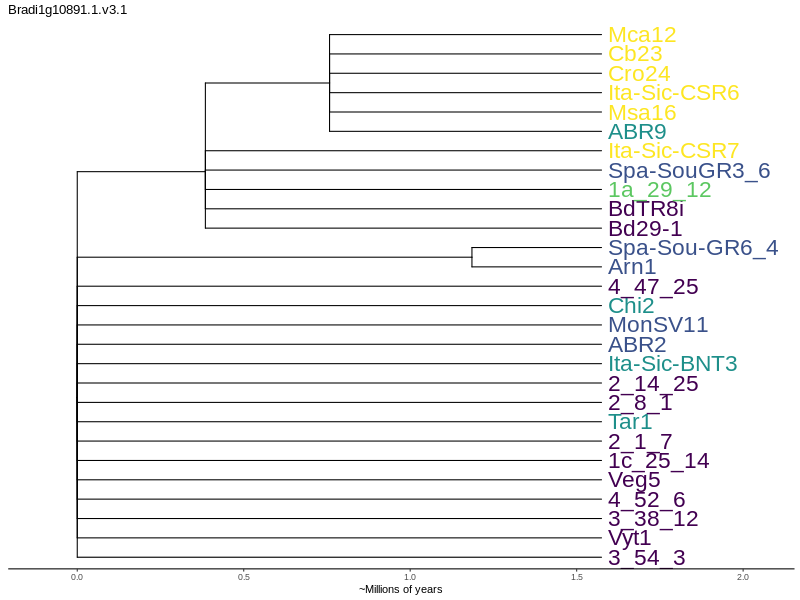 Bradi1g10891.1.v3.1
Mca12
Cb23
Cro24
Ita-Sic-CSR6
Msa16
ABR9
Ita-Sic-CSR7
Spa-SouGR3_6
1a_29_12
BdTR8i
Bd29-1
Spa-Sou-GR6_4
Arn1
4_47_25
Chi2
MonSV11
ABR2
Ita-Sic-BNT3
2_14_25
2_8_1
Tar1
2_1_7
1c_25_14
Veg5
4_52_6
3_38_12
Vyt1
3_54_3
0.0 0.5 1.0 1.5 2.0
~Millions of years